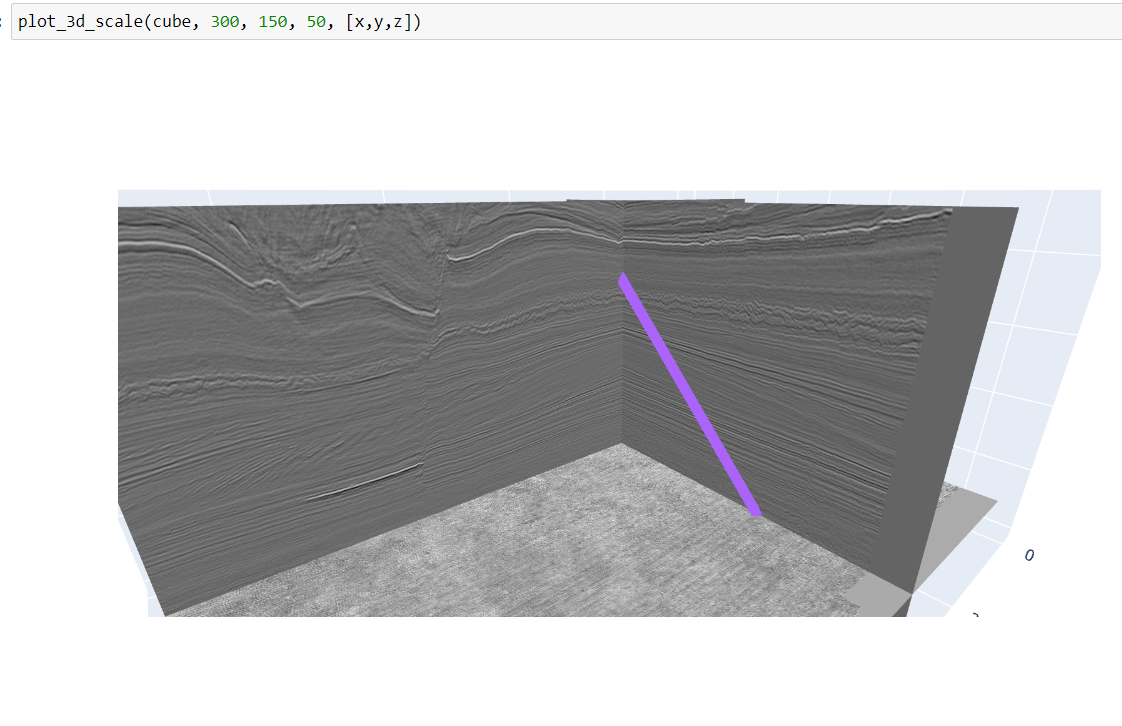 plot_3d_scale(cube, 300, 150, 50, [x,y,z])
0